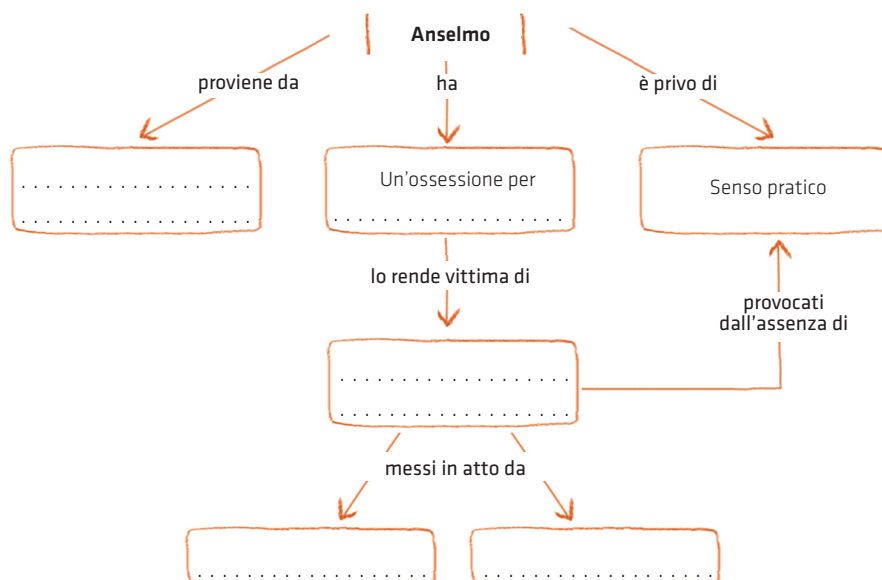 Anselmo
proviene da
ha
è privo di
. . . . . . . . . . . . . . . . . .
. . . . . . . . . . . . . . . . . .
Un'ossessione per
. . . . . . . . . . . . . . . . . . .
Senso pratico
lo rende vittima di
provocati
dall'assenza di
. . . . . . . . . . . . . . . . . .
. . . . . . . . . . . . . . . . . .
messi in atto da
. . . . . . . . . . . . . . . . . .
. . . . . . . . . . . . . . . . . .